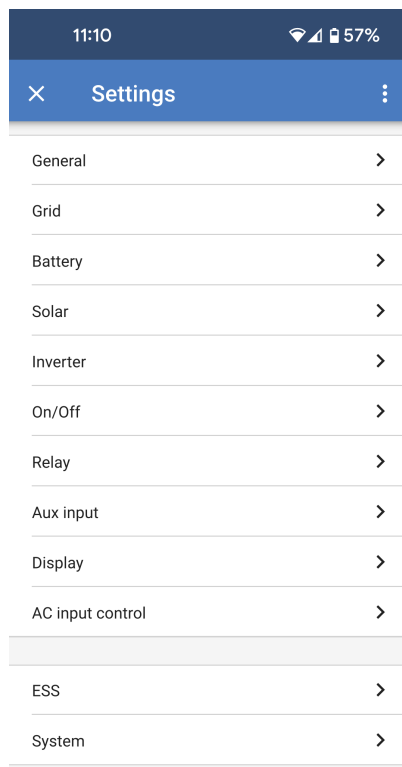 11:10 57%
Settings
General
Grid
Battery
Solar
Inverter
On/Off
Relay
Aux input
Display
AC input control
ESS
System